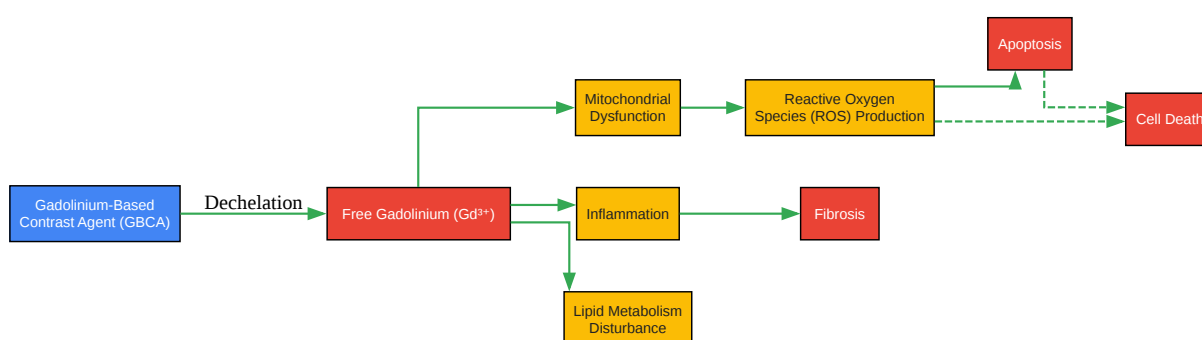 Apoptosis
Mitochondrial
Dysfunction
Reactive Oxygen
Species (ROS) Production
Cell Death
Gadolinium-Based
Contrast Agent (GBCA)
Dechelation
Free Gadolinium (Gd³⁺)
Inflammation
Fibrosis
Lipid Metabolism
Disturbance